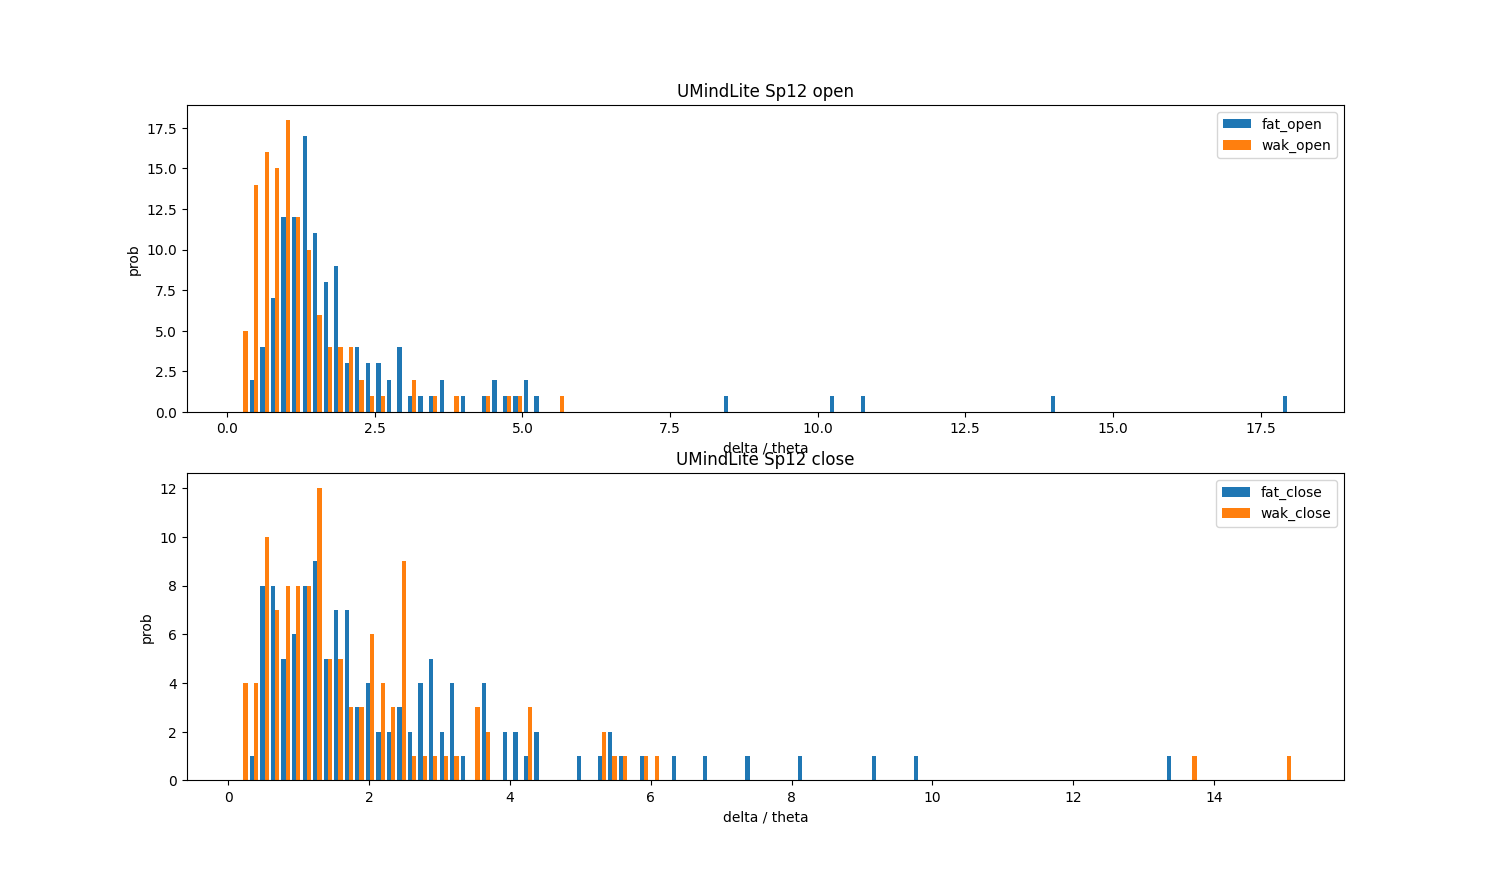 UMindLite Sp12 open
fat_open
wak_open
prob
17.5
15.0
12.5
10.0
7.5
5.0
2.5
0.0
0.0 2.5 5.0 7.5 10.0 12.5 15.0 17.5
delta / theta
UMindLite Sp12 close
fat_close
wak_close
prob
12
10
8
6
4
2
0
0 2 4 6 8 10 12 14
delta / theta